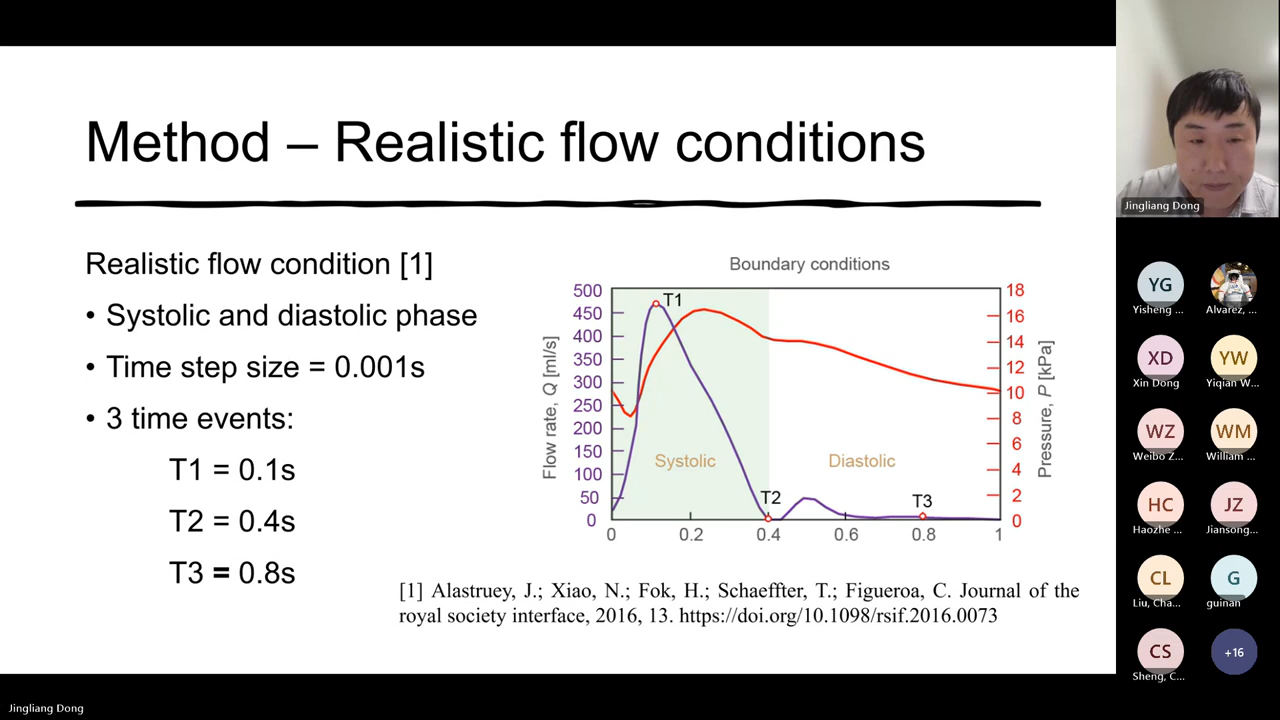 Method – Realistic flow conditions
Realistic flow condition [1]
• Systolic and diastolic phase
• Time step size = 0.001s
• 3 time events:
T1 = 0.1s
T2 = 0.4s
T3 = 0.8s
Boundary conditions
Flow rate, Q [ml/s]
500
450
400
350
300
250
200
150
100
50
0
T1
Systolic
Diastolic
T2
T3
0
0.2
0.4
0.6
0.8
1
18
16
14
12
10
8
6
4
2
0
Pressure, P [kPa]
[1] Alastruey, J.; Xiao, N.; Fok, H.; Schaeffter, T.; Figueroa, C. Journal of the
royal society interface, 2016, 13. https://doi.org/10.1098/rsif.2016.0073
Jingliang Dong
YG
Yisheng ...
Alvarez, ...
XD
Xin Dong
YW
Yiqian W...
WZ
Weibo Z...
WM
William ...
HC
Haozhe ...
JZ
Jiansong...
CL
Liu, Cha...
G
guinan
CS
Sheng, C...
+16
Jingliang Dong